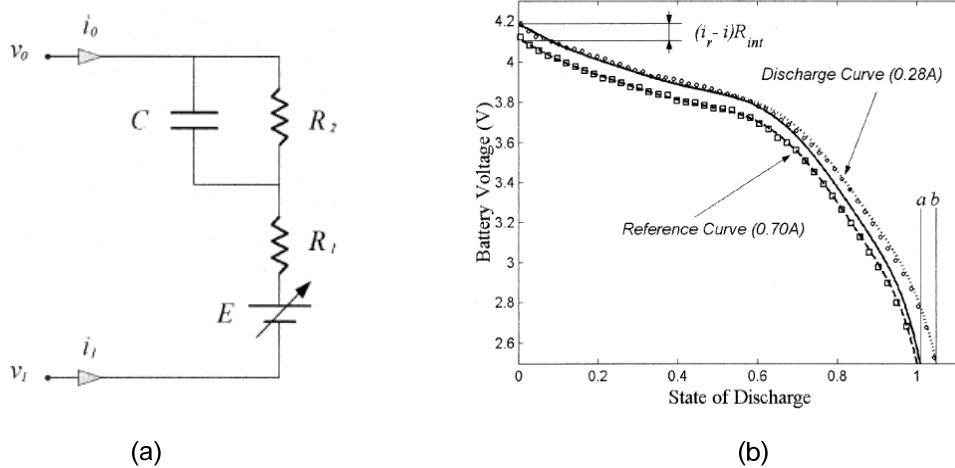 i₀
v₀
C
R₂
R₁
E
i₁
v₁
(a)
4.2
4
3.8
3.6
3.4
3.2
3
2.8
2.6
Battery Voltage (V)
(iᵣ- i)Rᵢₙₜ
Discharge Curve (0.28A)
Reference Curve (0.70A)
a b
0
0.2
0.4
0.6
0.8
1
State of Discharge
(b)